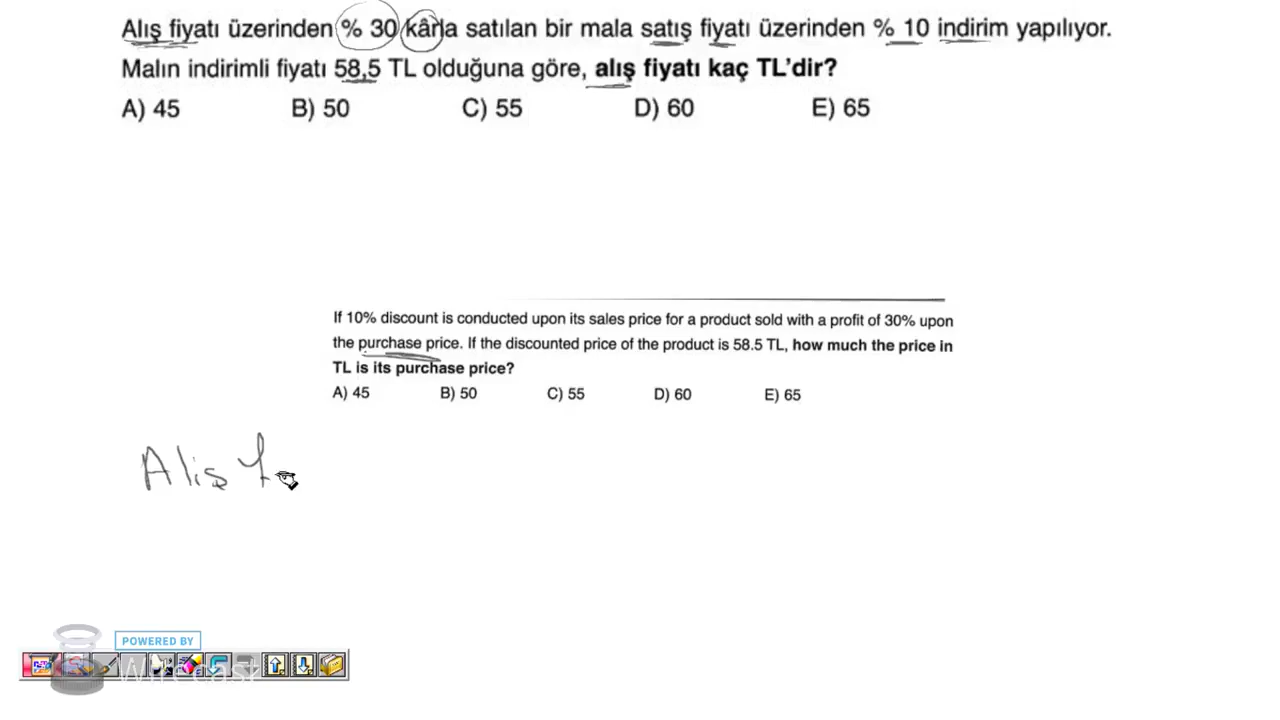 Alış fiyatı üzerinden % 30 kârla satılan bir mala satış fiyatı üzerinden % 10 indirim yapılıyor.
Malın indirimli fiyatı 58,5 TL olduğuna göre, alış fiyatı kaç TL'dir?
A) 45 B) 50 C) 55 D) 60 E) 65
If 10% discount is conducted upon its sales price for a product sold with a profit of 30% upon
the purchase price. If the discounted price of the product is 58.5 TL, how much the price in
TL is its purchase price?
A) 45 B) 50 C) 55 D) 60 E) 65
Alış f
POWERED BY
Wirecast